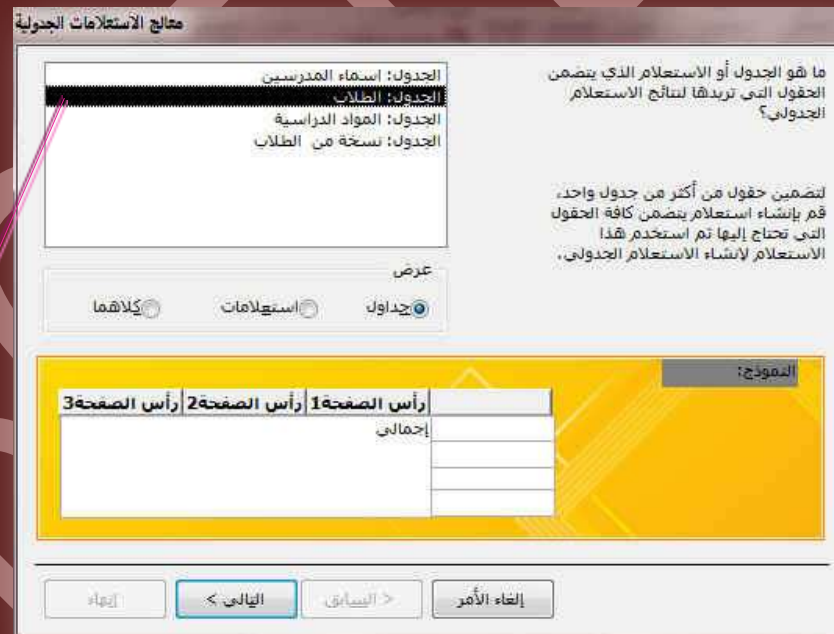 معالج الاستعلامات الجدولية
ما هو الجدول أو الاستعلام الذي يتضمن
الحقول التي تريدها لنتائج الاستعلام
الجدولي؟
لتضمين حقول من أكثر من جدول واحد،
قم بإنشاء استعلام يتضمن كافة الحقول
التي تحتاج إليها ثم استخدم هذا
الاستعلام لإنشاء الاستعلام الجدولي.
الجدول: اسماء المدرسين
الجدول: الطلاب
الجدول: المواد الدراسية
الجدول: نسخة من الطلاب
عرض
جداول استعلامات كلاهما
النموذج:
رأس الصفحة1 رأس الصفحة2 رأس الصفحة3
إجمالي
إلغاء الأمر < السابق التالي > إنهاء